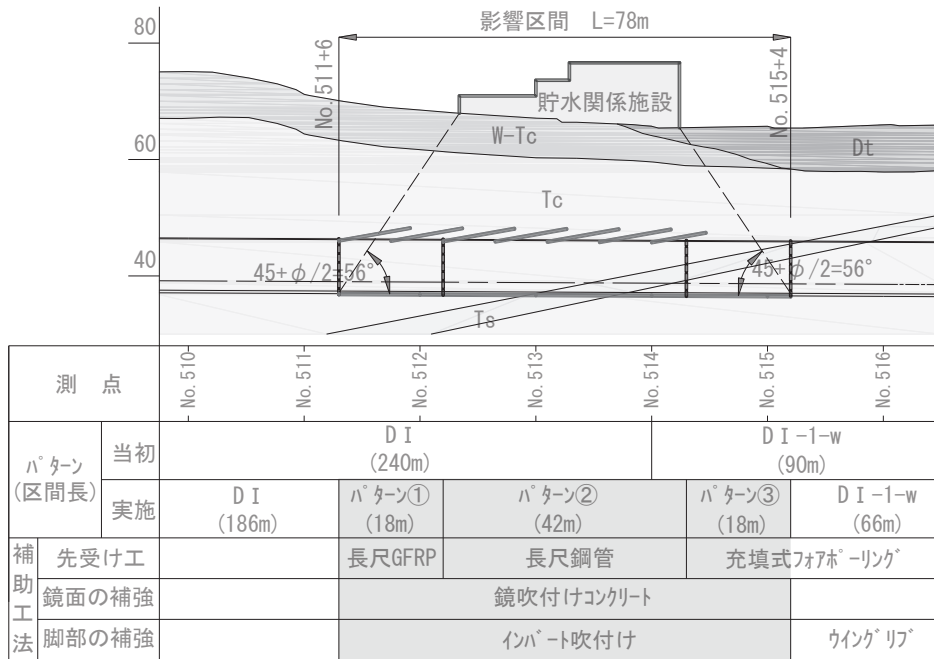 影響区間 L=78m
80
60
40
No.511+6
No.515+4
貯水関係施設
W-Tc
Dt
Tc
45+φ/2=56°
45+φ/2=56°
Ts
測 点
No.510
No.511
No.512
No.513
No.514
No.515
No.516
パターン
(区間長)
当初
DⅠ
(240m)
DⅠ-1-w
(90m)
実施
DⅠ
(186m)
パターン①
(18m)
パターン②
(42m)
パターン③
(18m)
DⅠ-1-w
(66m)
補助工法
先受け工
長尺GFRP
長尺鋼管
充填式フォアポーリング
鏡面の補強
鏡吹付けコンクリート
脚部の補強
インバート吹付け
ウイングリブ